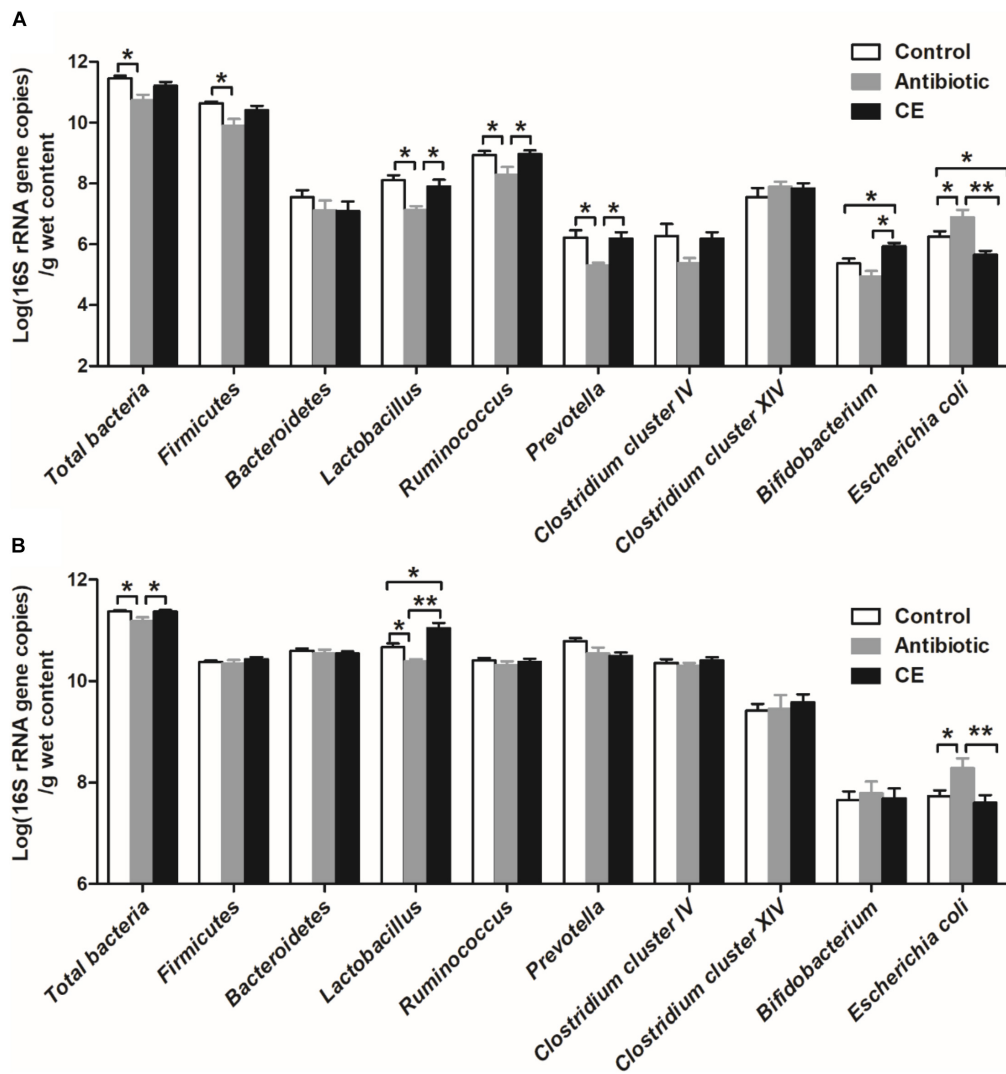 A
Log(16S rRNA gene copies)
/g wet content
12
10
8
6
4
2
* * * * * * * * * * * * **
Control
Antibiotic
CE
Total bacteria
Firmicutes
Bacteroidetes
Lactobacillus
Ruminococcus
Prevotella
Clostridium cluster IV
Clostridium cluster XIV
Bifidobacterium
Escherichia coli
B
Log(16S rRNA gene copies)
/g wet content
12
10
8
6
* * * * ** * **
Control
Antibiotic
CE
Total bacteria
Firmicutes
Bacteroidetes
Lactobacillus
Ruminococcus
Prevotella
Clostridium cluster IV
Clostridium cluster XIV
Bifidobacterium
Escherichia coli